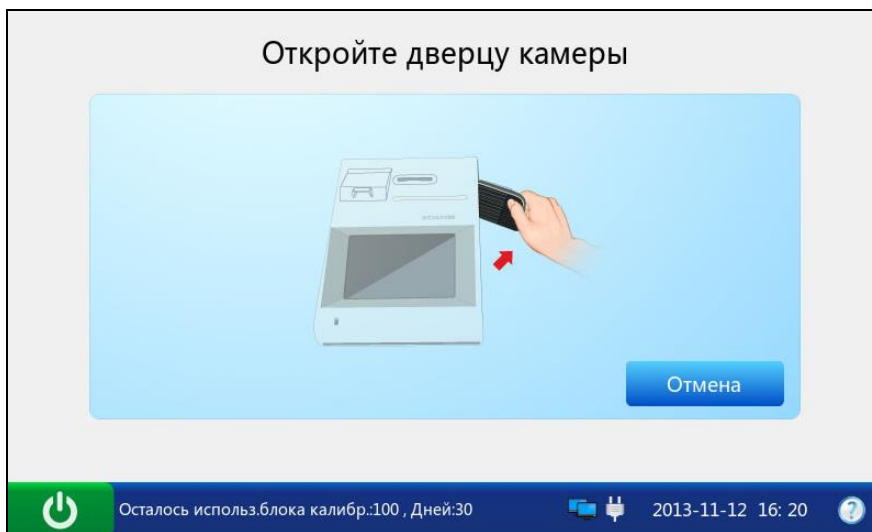 Откройте дверцу камеры
Отмена
Осталось использ.блока калибр.:100 , Дней:30
2013-11-12 16: 20
?